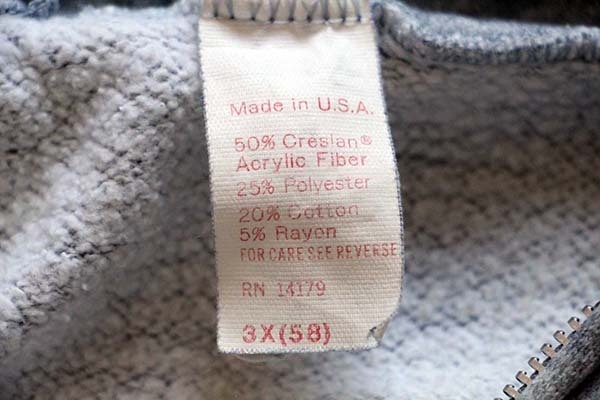 Made in U.S.A.
50% Creslan®
Acrylic Fiber
25% Polyester
20% Cotton
5% Rayon
FOR CARE SEE REVERSE
RN 14179
3X(58)